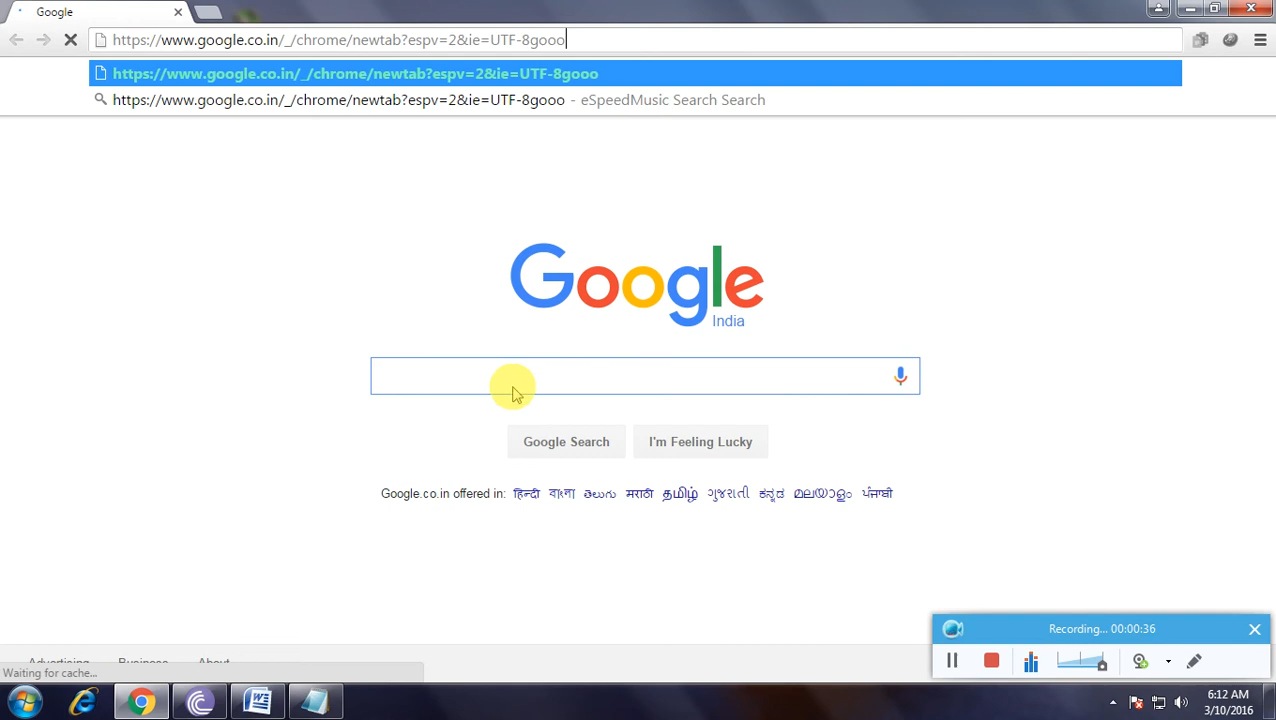 Google
https://www.google.co.in/_/chrome/newtab?espv=2&ie=UTF-8gooo
https://www.google.co.in/_/chrome/newtab?espv=2&ie=UTF-8gooo
https://www.google.co.in/_/chrome/newtab?espv=2&ie=UTF-8gooo - eSpeedMusic Search Search
Google
India
Google Search I'm Feeling Lucky
Google.co.in offered in: हिन्दी বাংলা తెలుగు मराठी தமிழ் ગુજરાતી ಕನ್ನಡ മലയാളം ਪੰਜਾਬੀ
Recording... 00:00:36
Advertising Business About
Waiting for cache...
6:12 AM
3/10/2016